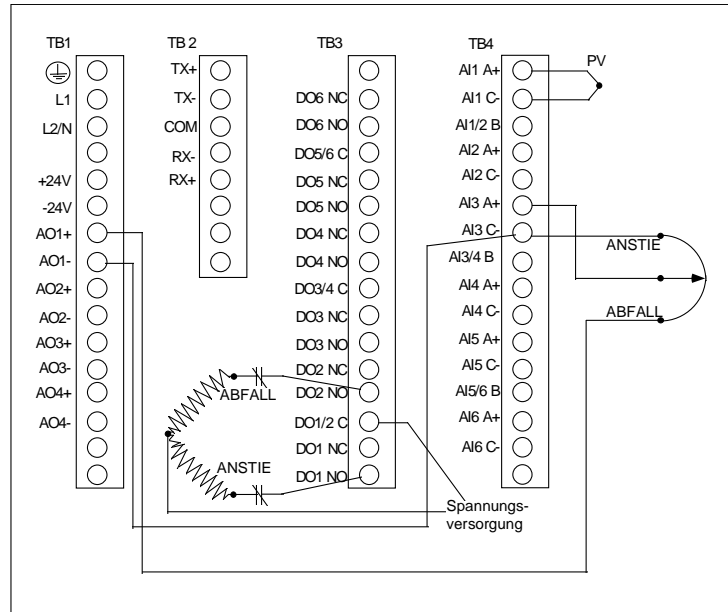 TB1
L1
L2/N
+24V
-24V
AO1+
AO1-
AO2+
AO2-
AO3+
AO3-
AO4+
AO4-
TB 2
TX+
TX-
COM
RX-
RX+
TB3
DO6 NC
DO6 NO
DO5/6 C
DO5 NC
DO5 NO
DO4 NC
DO4 NO
DO3/4 C
DO3 NC
DO3 NO
DO2 NC
DO2 NO
DO1/2 C
DO1 NC
DO1 NO
ABFALL
ANSTIE
Spannungs-
versorgung
TB4
AI1 A+
AI1 C-
AI1/2 B
AI2 A+
AI2 C-
AI3 A+
AI3 C-
AI3/4 B
AI4 A+
AI4 C-
AI5 A+
AI5 C-
AI5/6 B
AI6 A+
AI6 C-
PV
ANSTIE
ABFALL